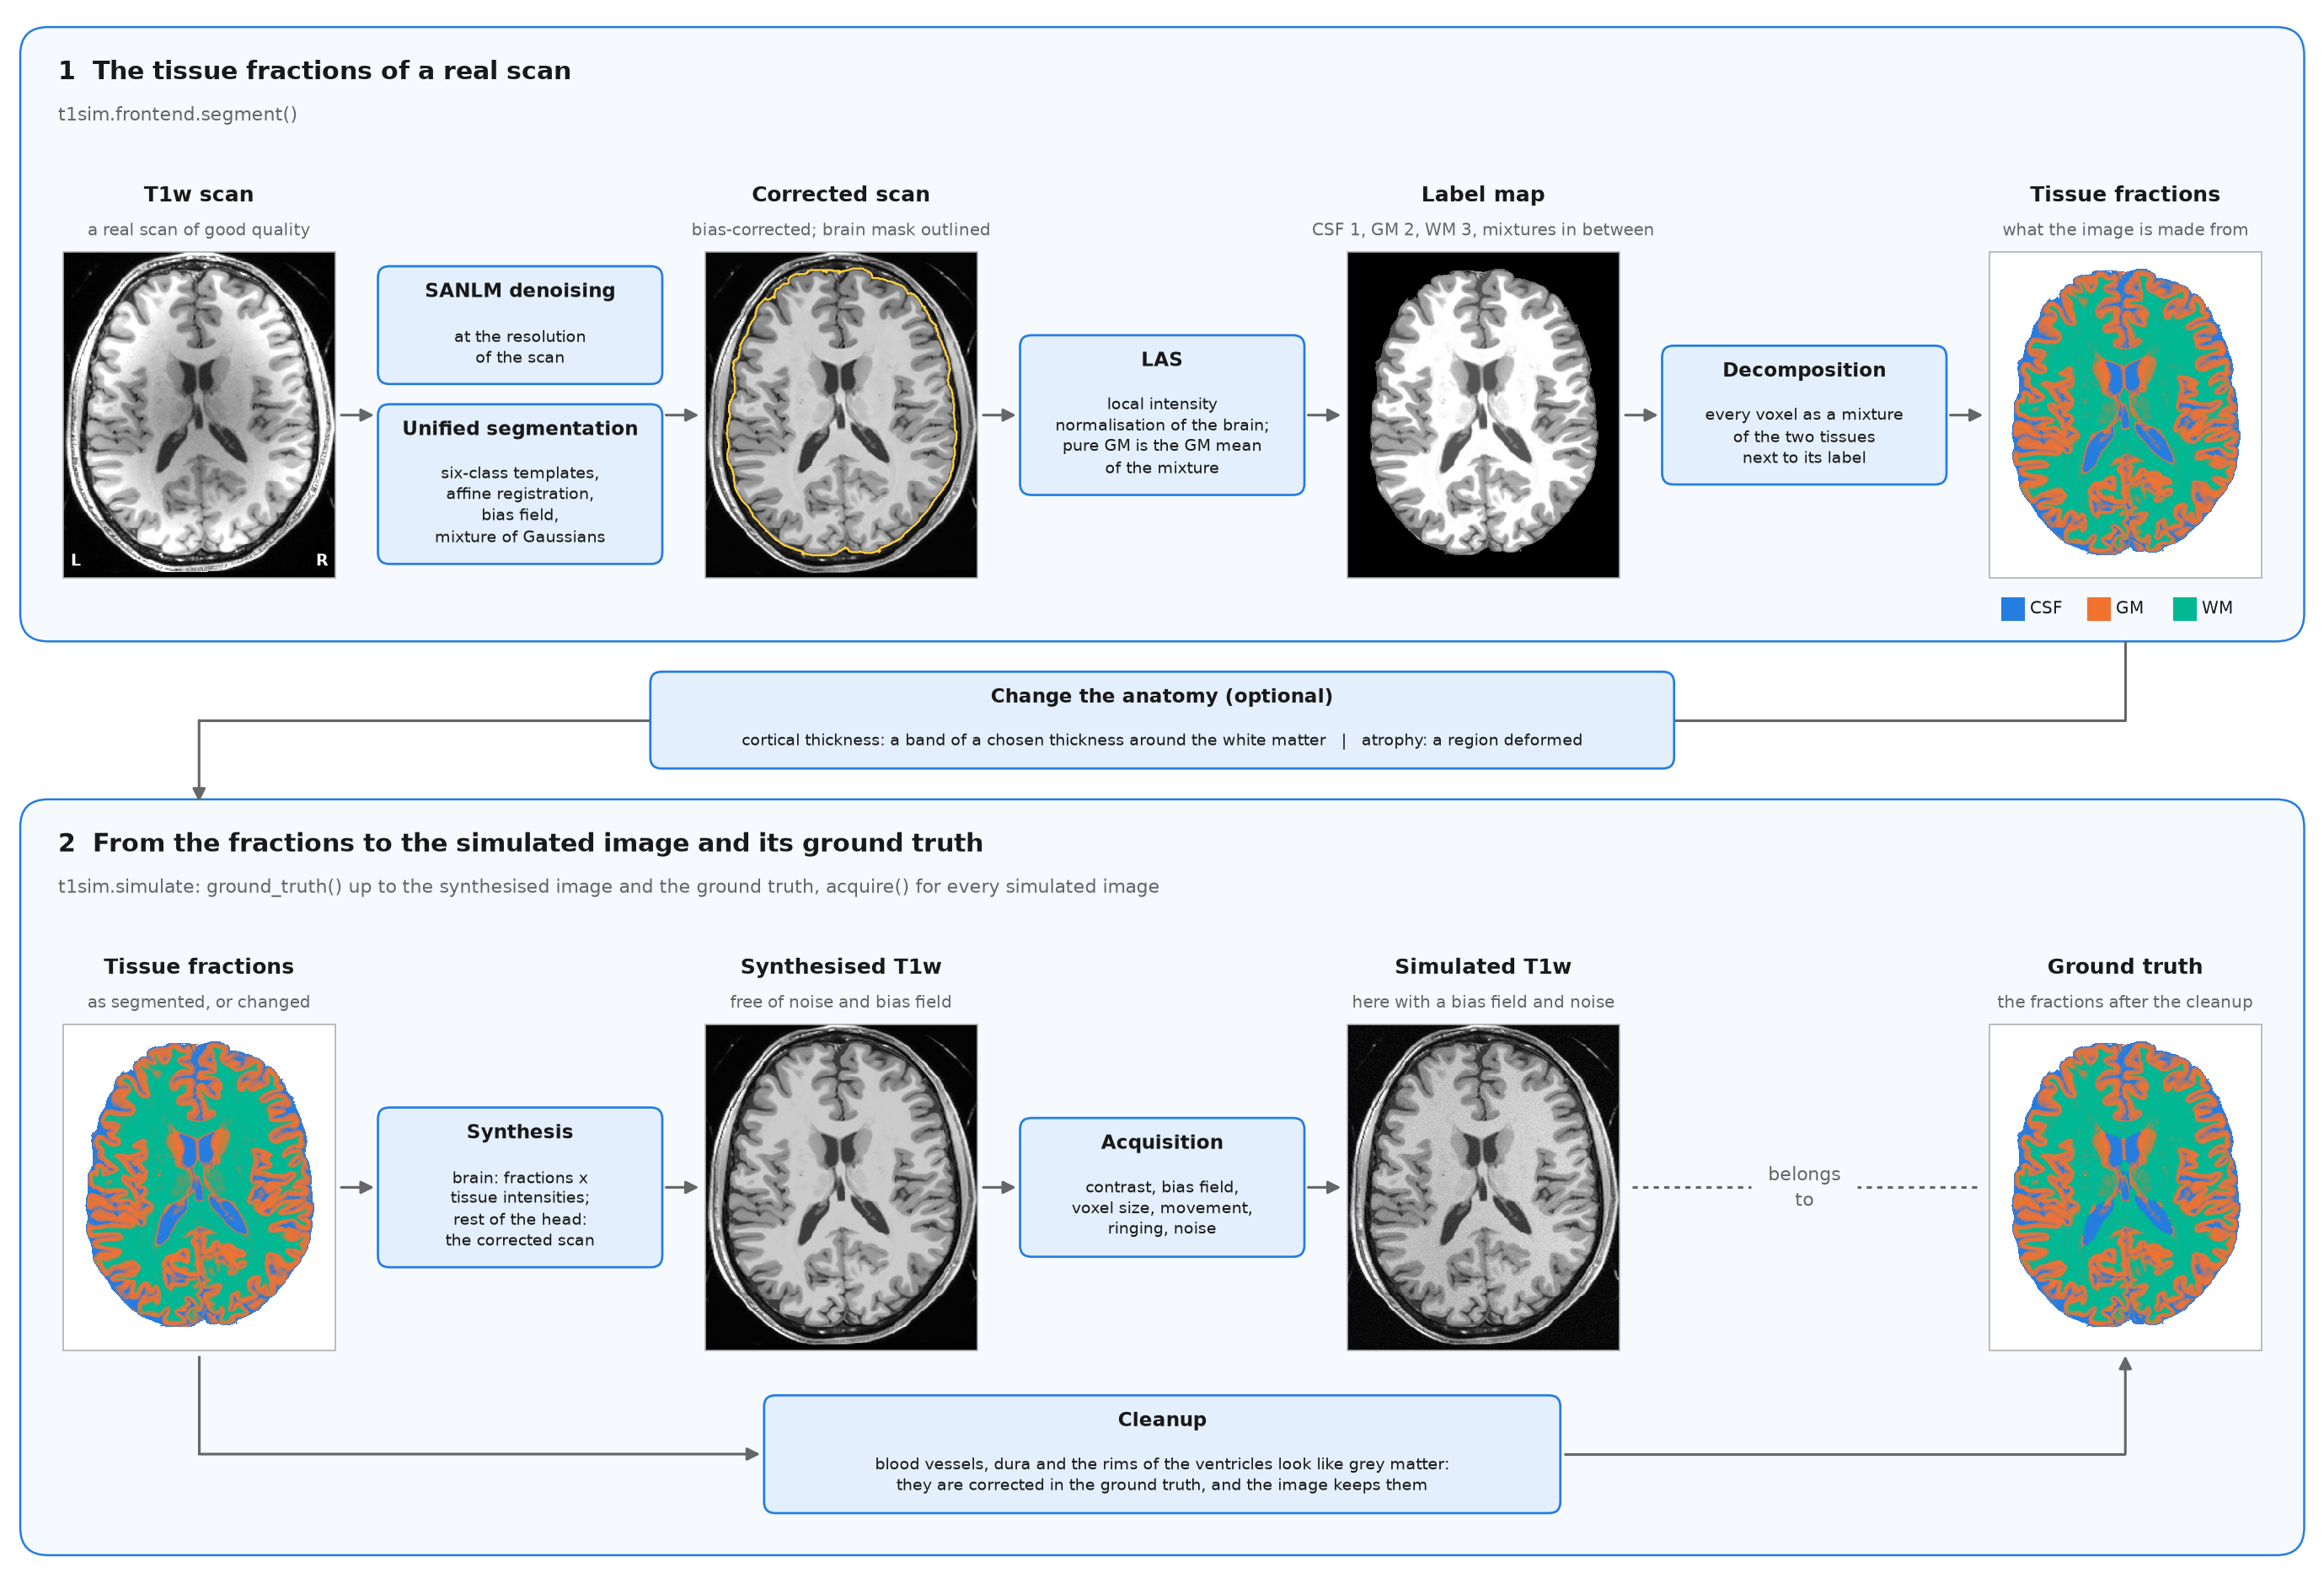 1 The tissue fractions of a real scan
t1sim.frontend.segment()
T1w scan
a real scan of good quality
L
R
SANLM denoising
at the resolution
of the scan
Unified segmentation
six-class templates,
affine registration,
bias field,
mixture of Gaussians
Corrected scan
bias-corrected; brain mask outlined
LAS
local intensity
normalisation of the brain;
pure GM is the GM mean
of the mixture
Label map
CSF 1, GM 2, WM 3, mixtures in between
Decomposition
every voxel as a mixture
of the two tissues
next to its label
Tissue fractions
what the image is made from
CSF
GM
WM
Change the anatomy (optional)
cortical thickness: a band of a chosen thickness around the white matter | atrophy: a region deformed
2 From the fractions to the simulated image and its ground truth
t1sim.simulate: ground_truth() up to the synthesised image and the ground truth, acquire() for every simulated image
Tissue fractions
as segmented, or changed
Synthesis
brain: fractions x
tissue intensities;
rest of the head:
the corrected scan
Synthesised T1w
free of noise and bias field
Acquisition
contrast, bias field,
voxel size, movement,
ringing, noise
Simulated T1w
here with a bias field and noise
belongs
to
Ground truth
the fractions after the cleanup
Cleanup
blood vessels, dura and the rims of the ventricles look like grey matter:
they are corrected in the ground truth, and the image keeps them